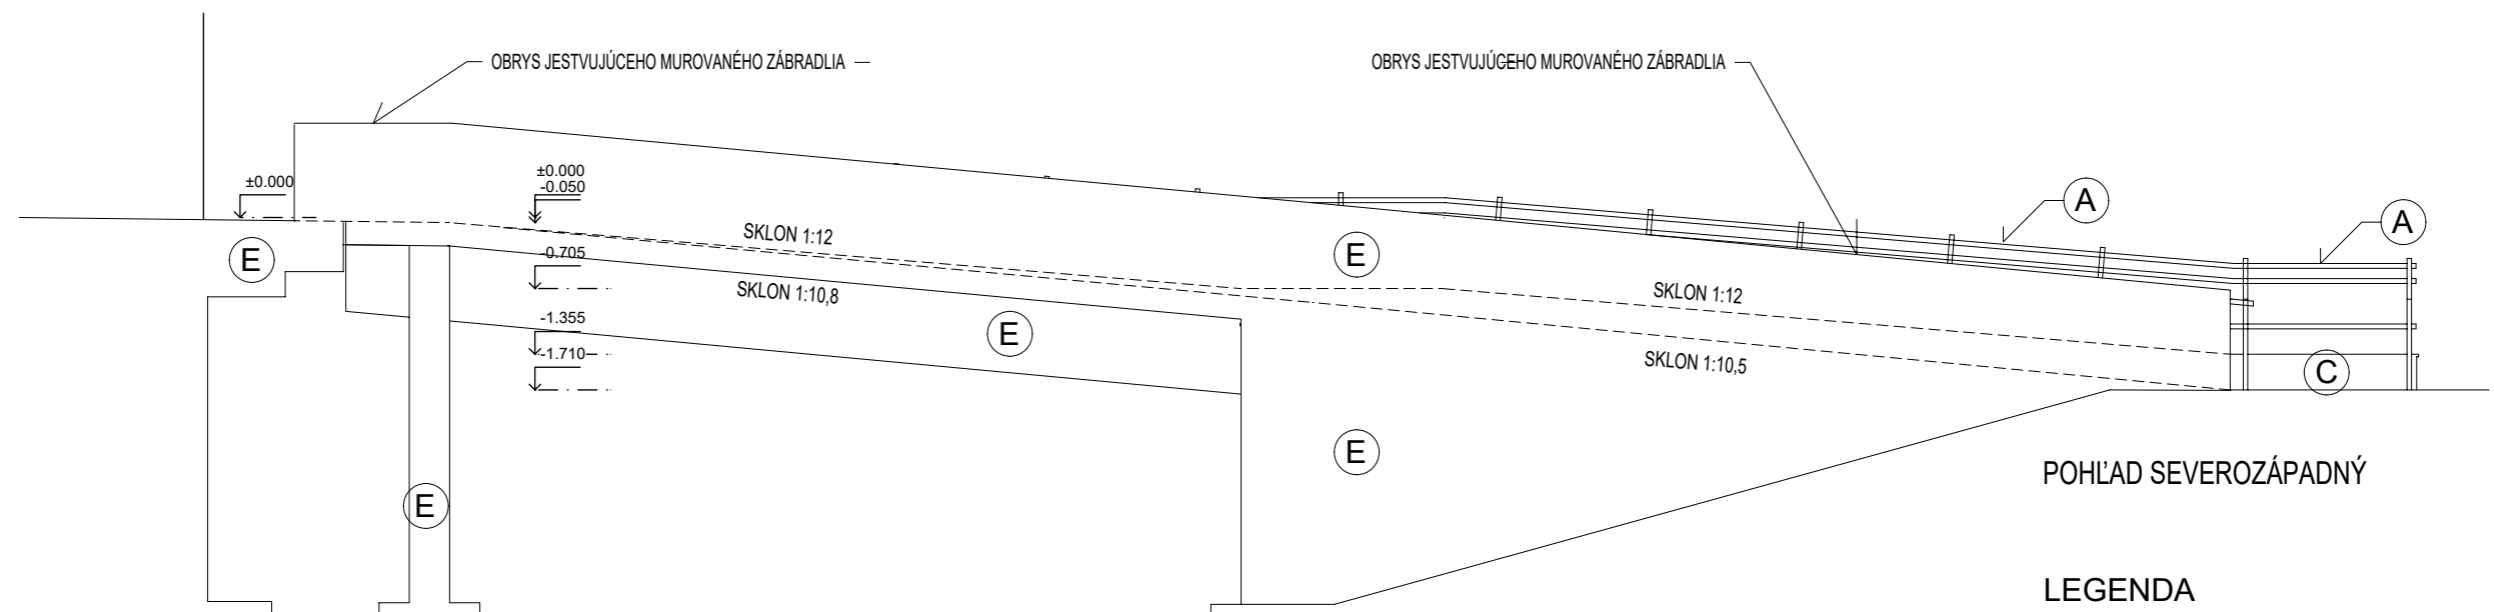 OBRYS JESTVUJÚCEHO MUROVANÉHO ZÁBRADLIA
OBRYS JESTVUJÚCEHO MUROVANÉHO ZÁBRADLIA
±0.000
±0.000
-0.050
A
A
SKLON 1:12
E
E
-0.705
SKLON 1:10,8
SKLON 1:12
-1.355
E
-1.710
SKLON 1:10,5
C
E
POHĽAD SEVEROZÁPADNÝ
E
LEGENDA